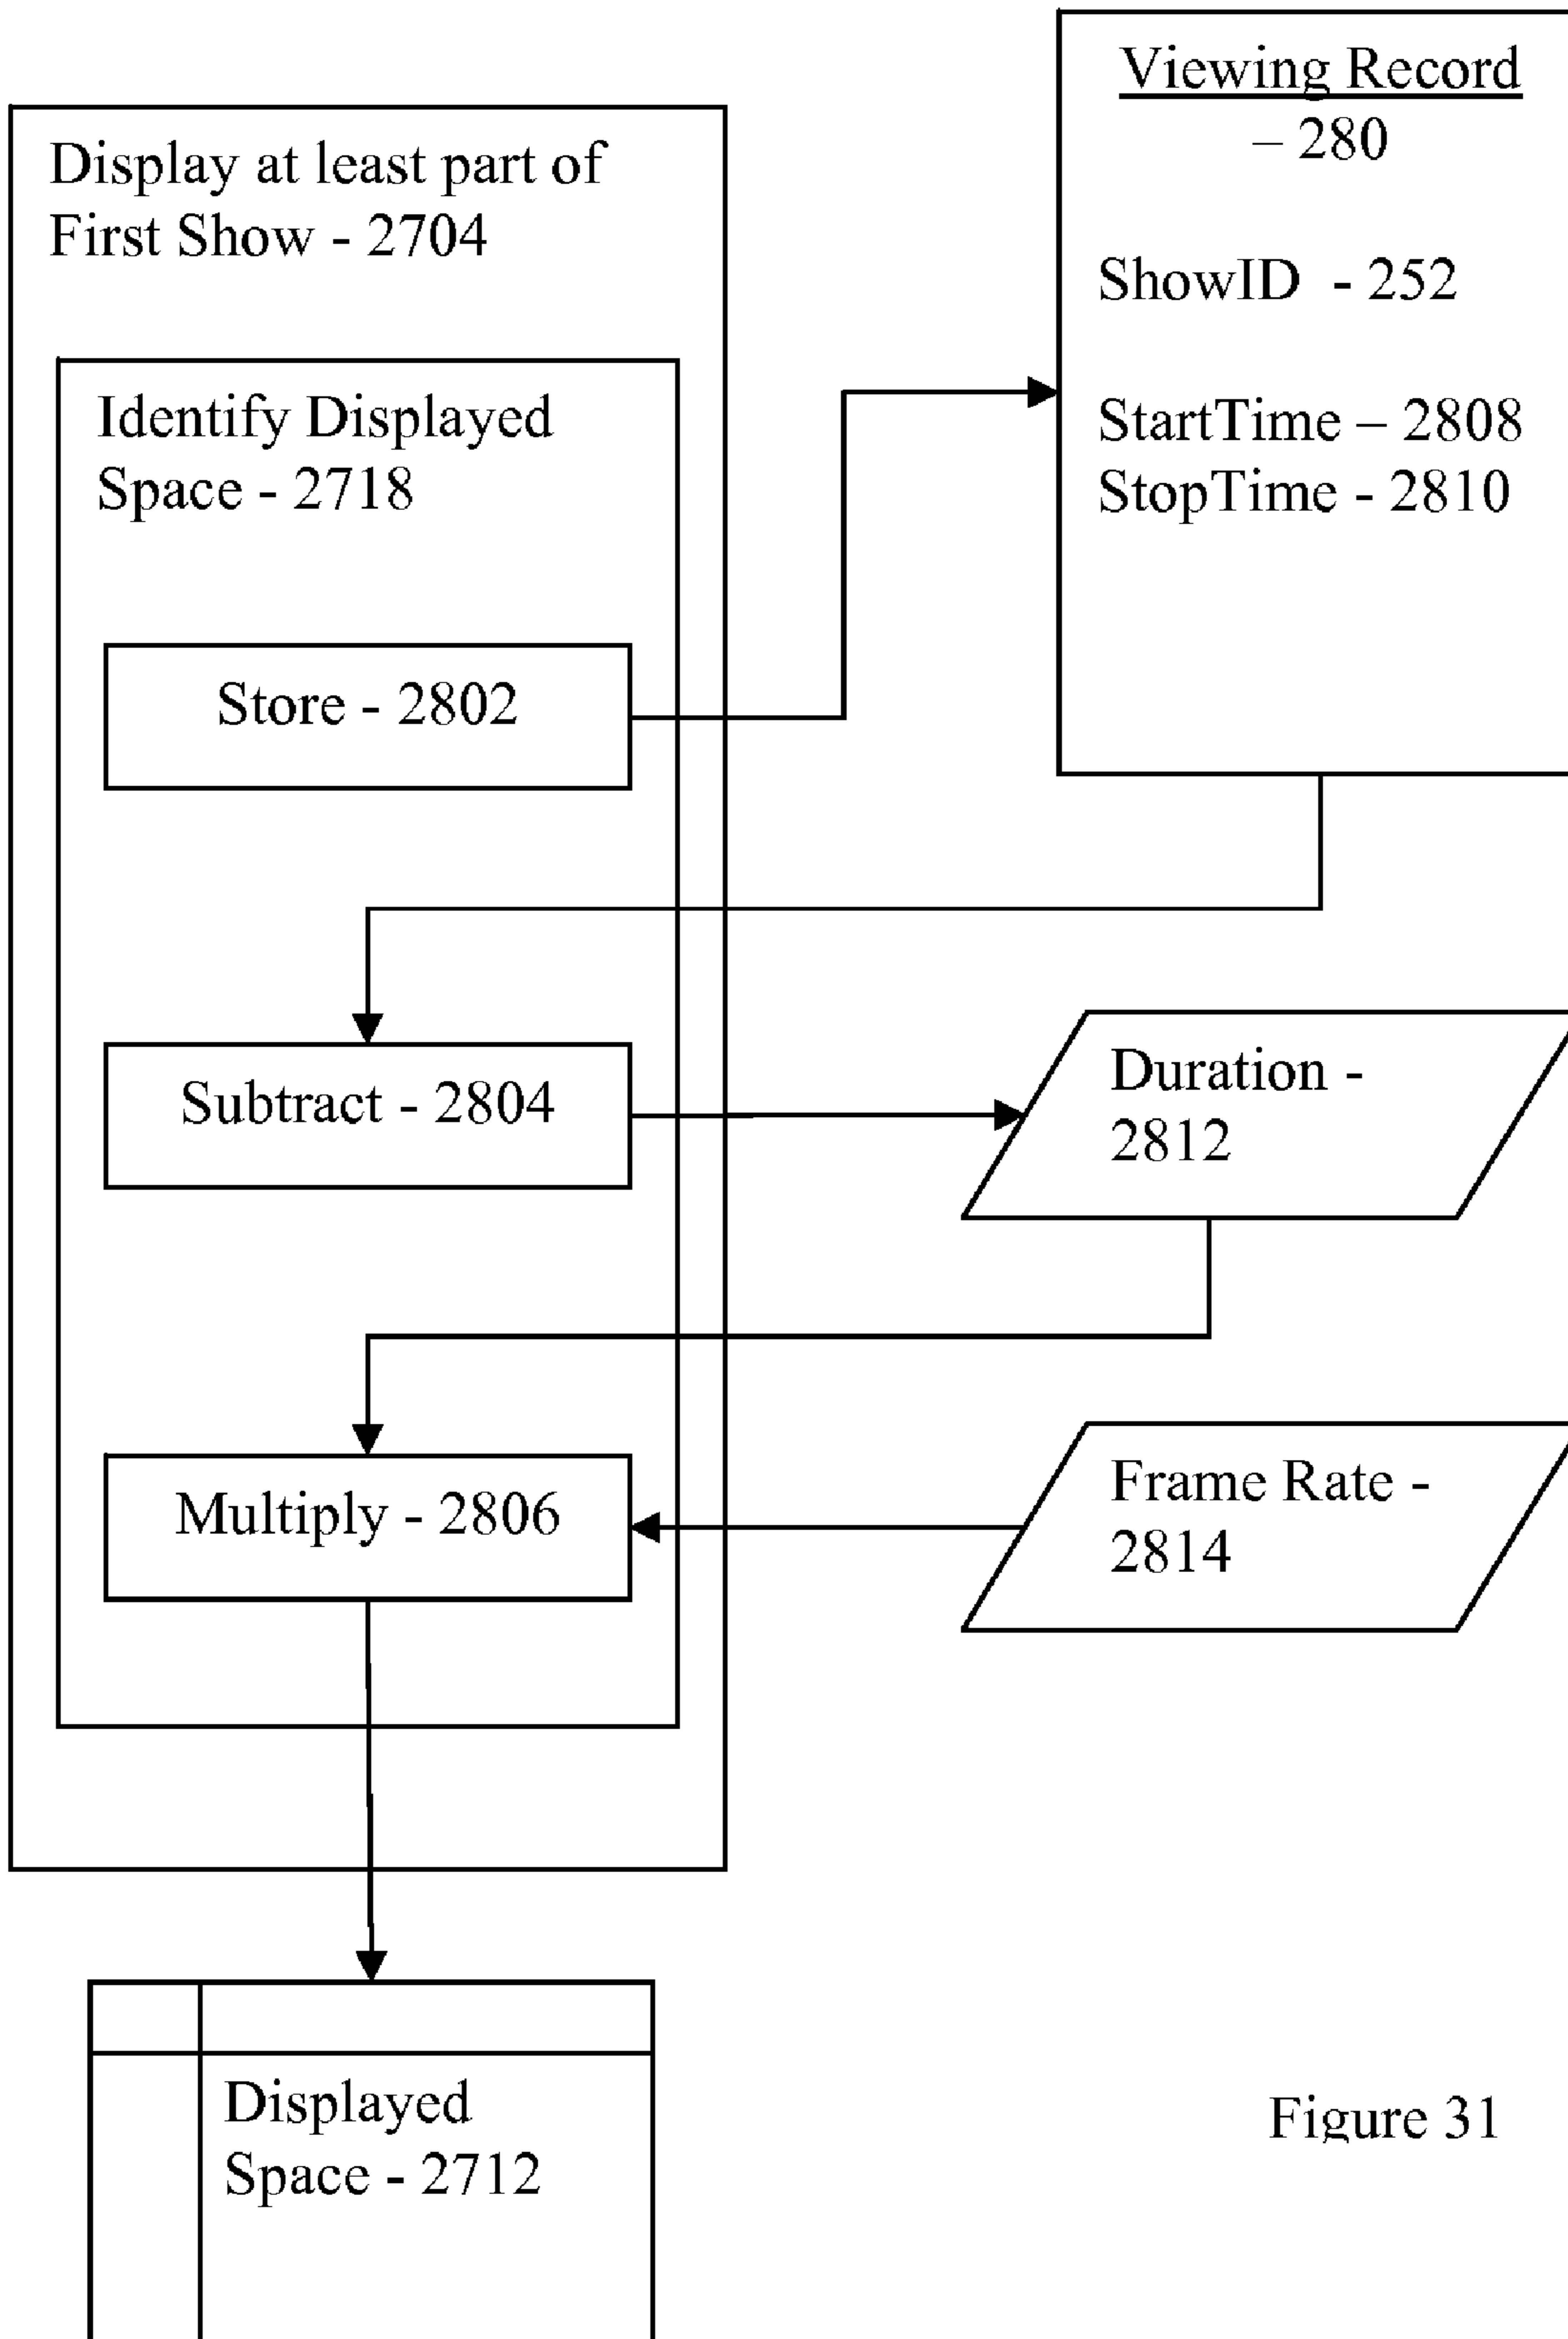 Viewing Record
– 280
ShowID - 252
StartTime – 2808
StopTime - 2810
Display at least part of
First Show - 2704
Identify Displayed
Space - 2718
Store - 2802
Subtract - 2804
Duration -
2812
Multiply - 2806
Frame Rate -
2814
Displayed
Space - 2712
Figure 31